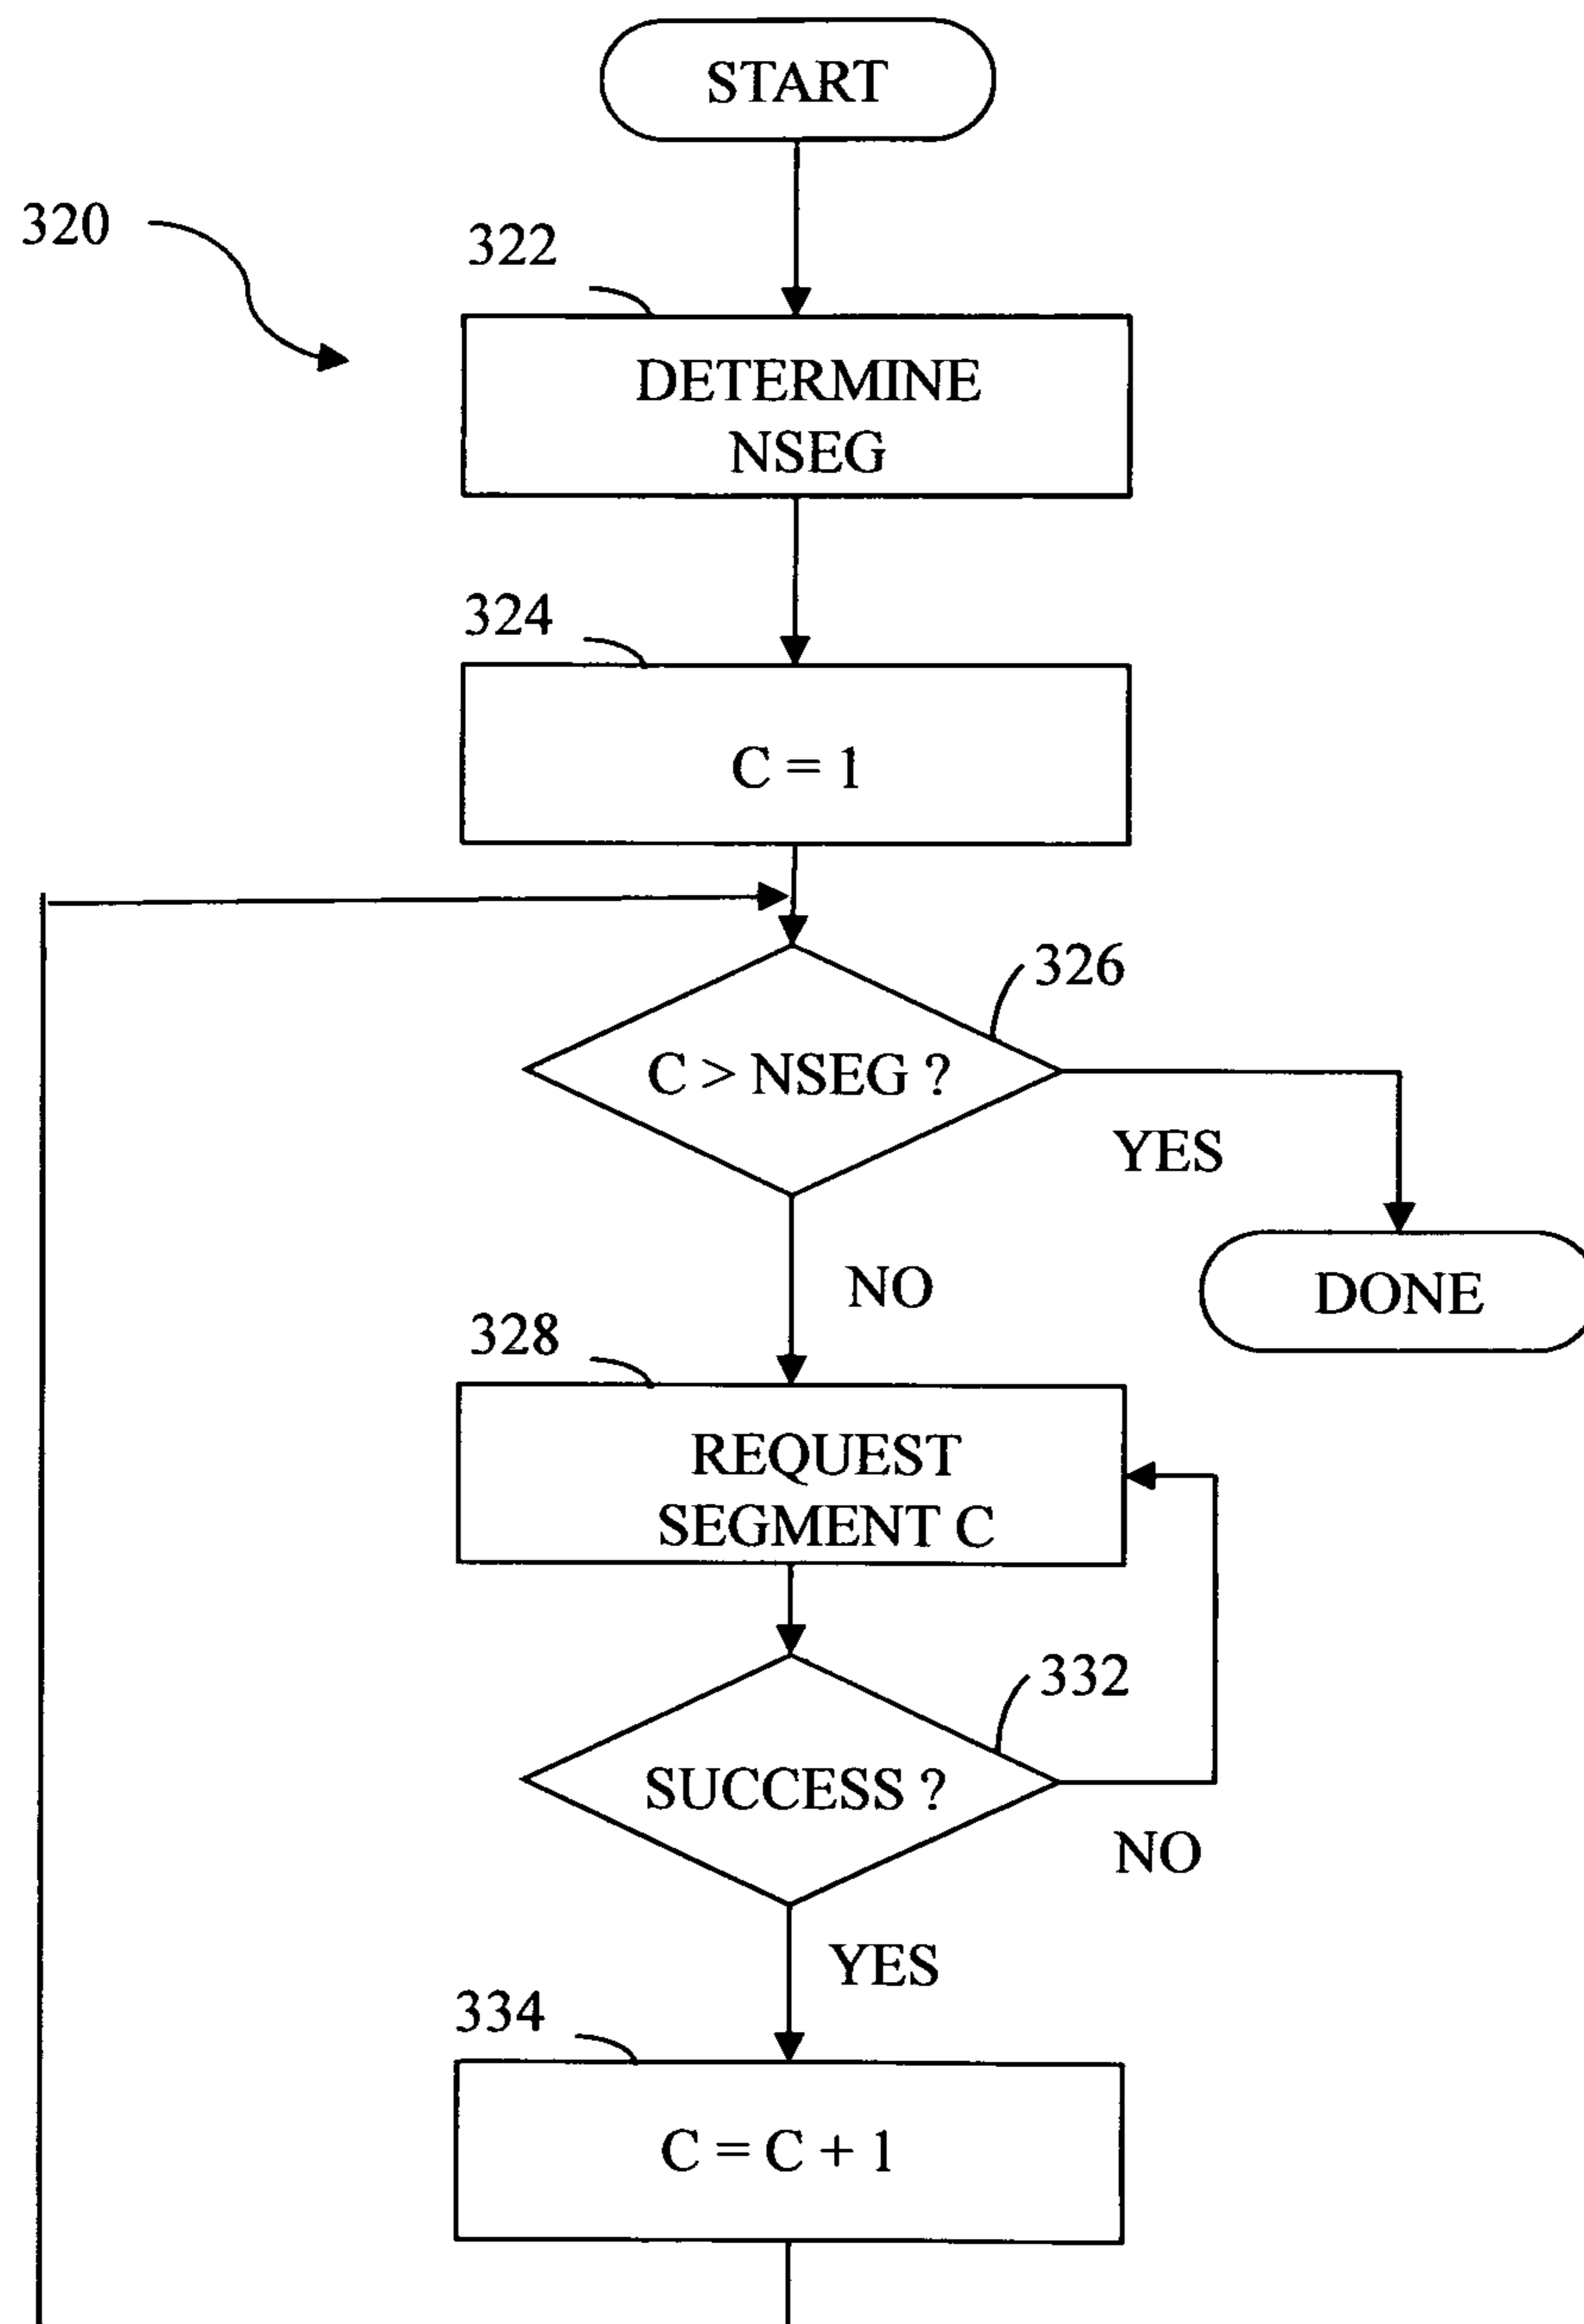 START
320
322
DETERMINE
NSEG
324
C = 1
326
C > NSEG ?
YES
NO
DONE
328
REQUEST
SEGMENT C
332
SUCCESS ?
NO
YES
334
C = C + 1